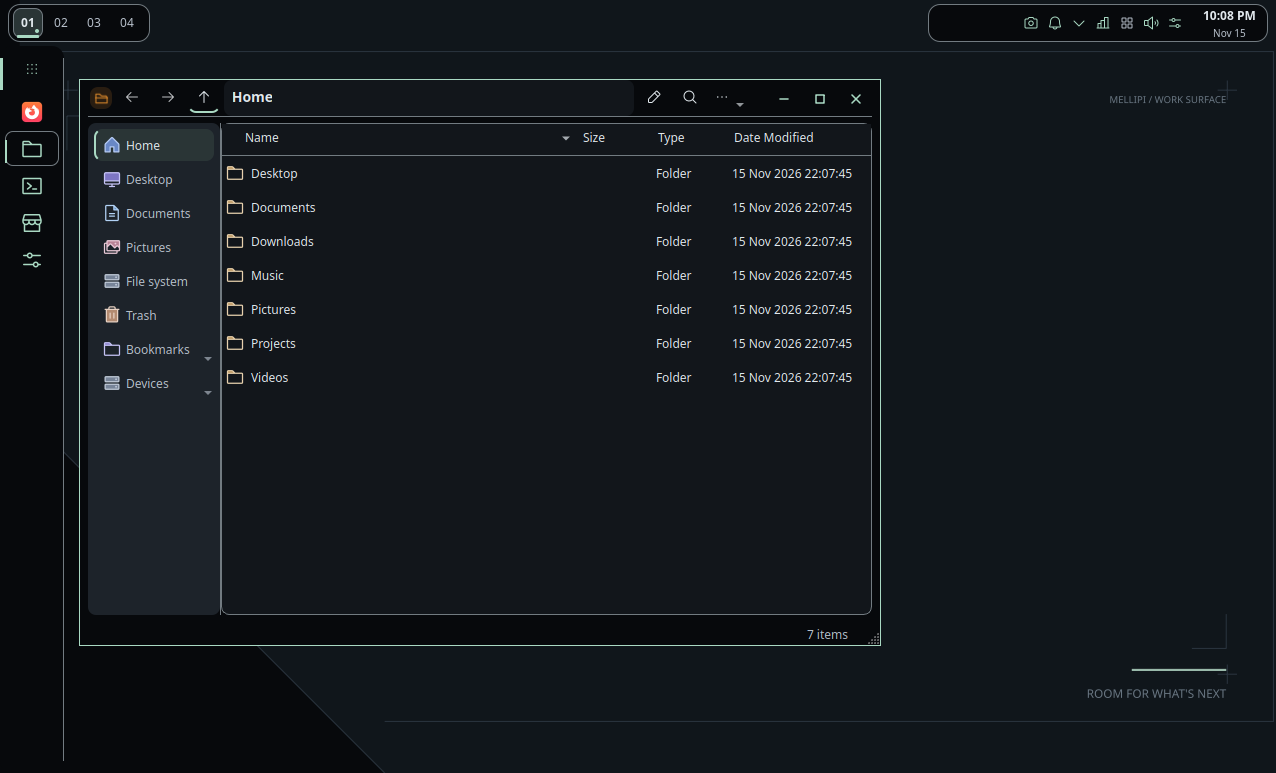 01 02 03 04
10:08 PM
Nov 15
MELLIPI / WORK SURFACE
Home
Home
Desktop
Documents
Pictures
File system
Trash
Bookmarks
Devices
Name Size Type Date Modified
Desktop Folder 15 Nov 2026 22:07:45
Documents Folder 15 Nov 2026 22:07:45
Downloads Folder 15 Nov 2026 22:07:45
Music Folder 15 Nov 2026 22:07:45
Pictures Folder 15 Nov 2026 22:07:45
Projects Folder 15 Nov 2026 22:07:45
Videos Folder 15 Nov 2026 22:07:45
7 items
ROOM FOR WHAT'S NEXT